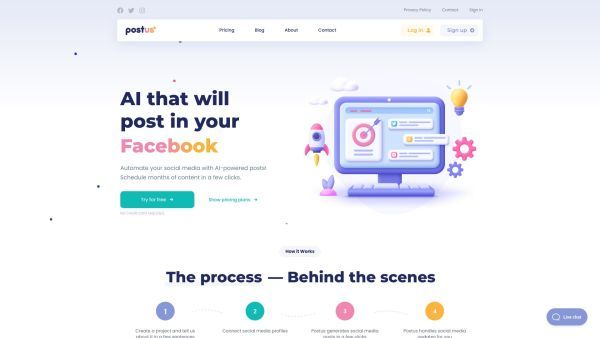 Privacy Policy Contact Sign in
postus
Pricing Blog About Contact Log in Sign up
AI that will
post in your
Facebook
Automate your social media with AI-powered posts!
Schedule months of content in a few clicks.
Try for free Show pricing plans
No credit card required
How it Works
The process — Behind the scenes
1 2 3 4
Create a project and tell us Connect social media profiles Postus generates social media Postus handles social media
about it in a few sentences posts in a few clicks updates for you
Live chat